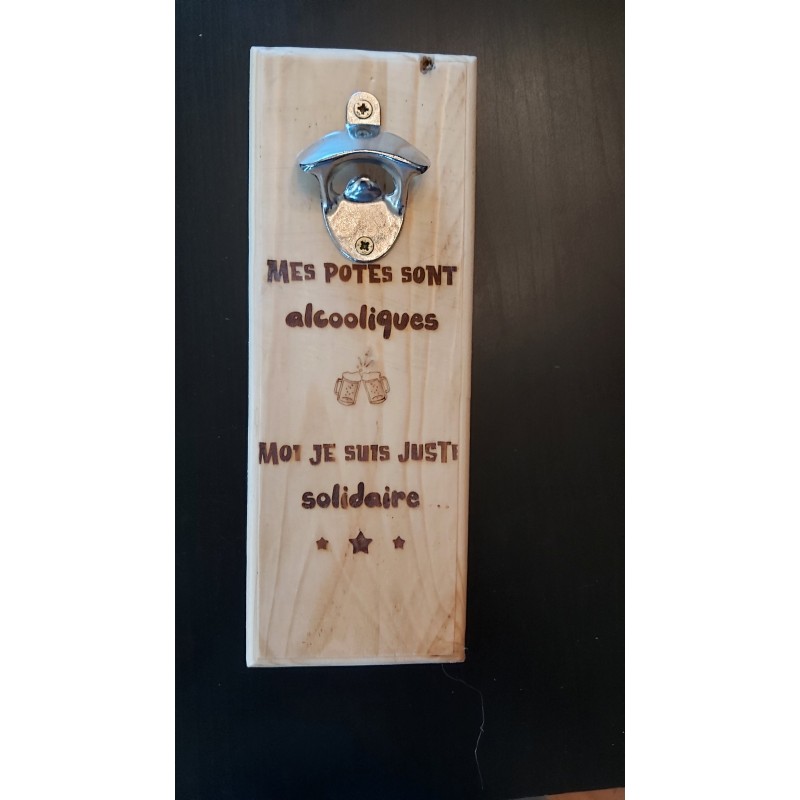 MES POTES SONT
alcooliques
MOI JE SUIS JUSTE
solidaire